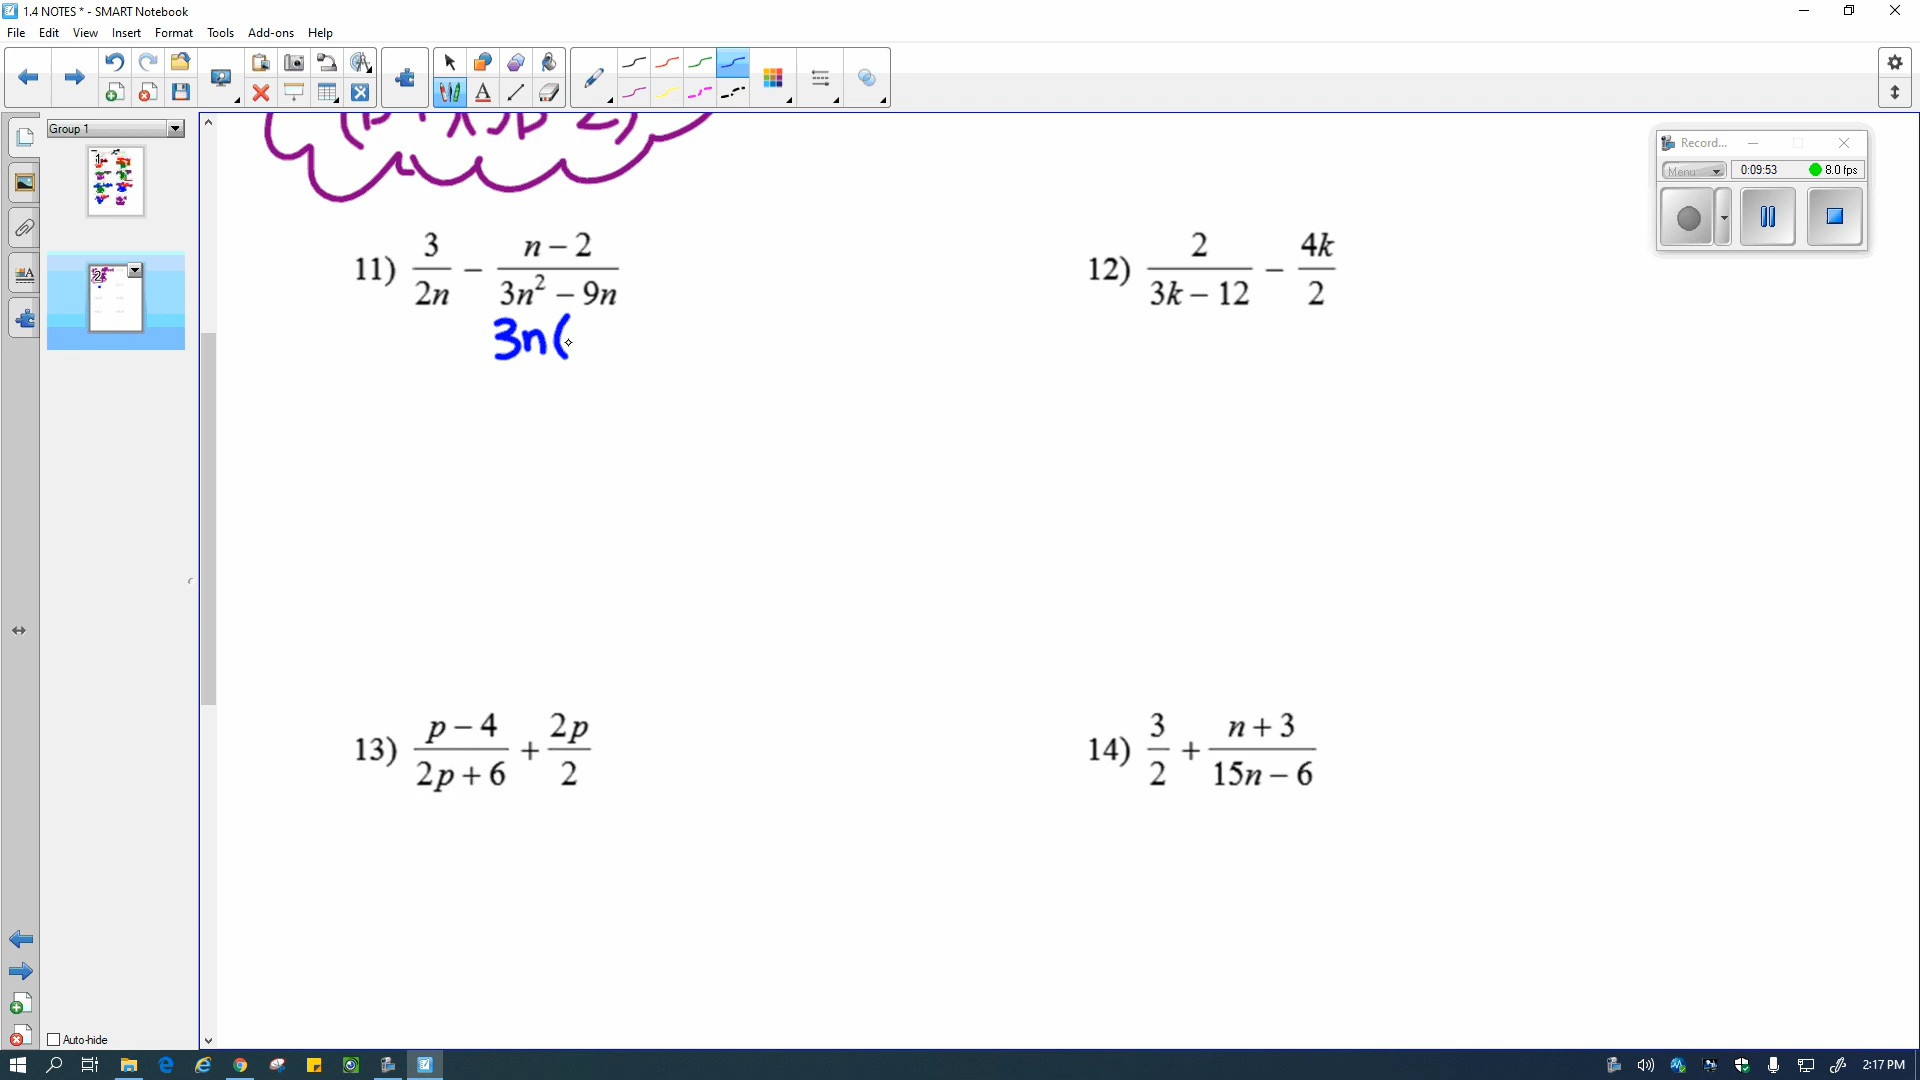 1.4 NOTES * - SMART Notebook
File Edit View Insert Format Tools Add-ons Help
Group 1
Record...
Menu 0:09:53 8.0 fps
11) 3/2n − (n − 2)/(3n² − 9n)
3n(
12) 2/(3k − 12) − 4k/2
13) (p − 4)/(2p + 6) + 2p/2
14) 3/2 + (n + 3)/(15n − 6)
Auto-hide
2:17 PM